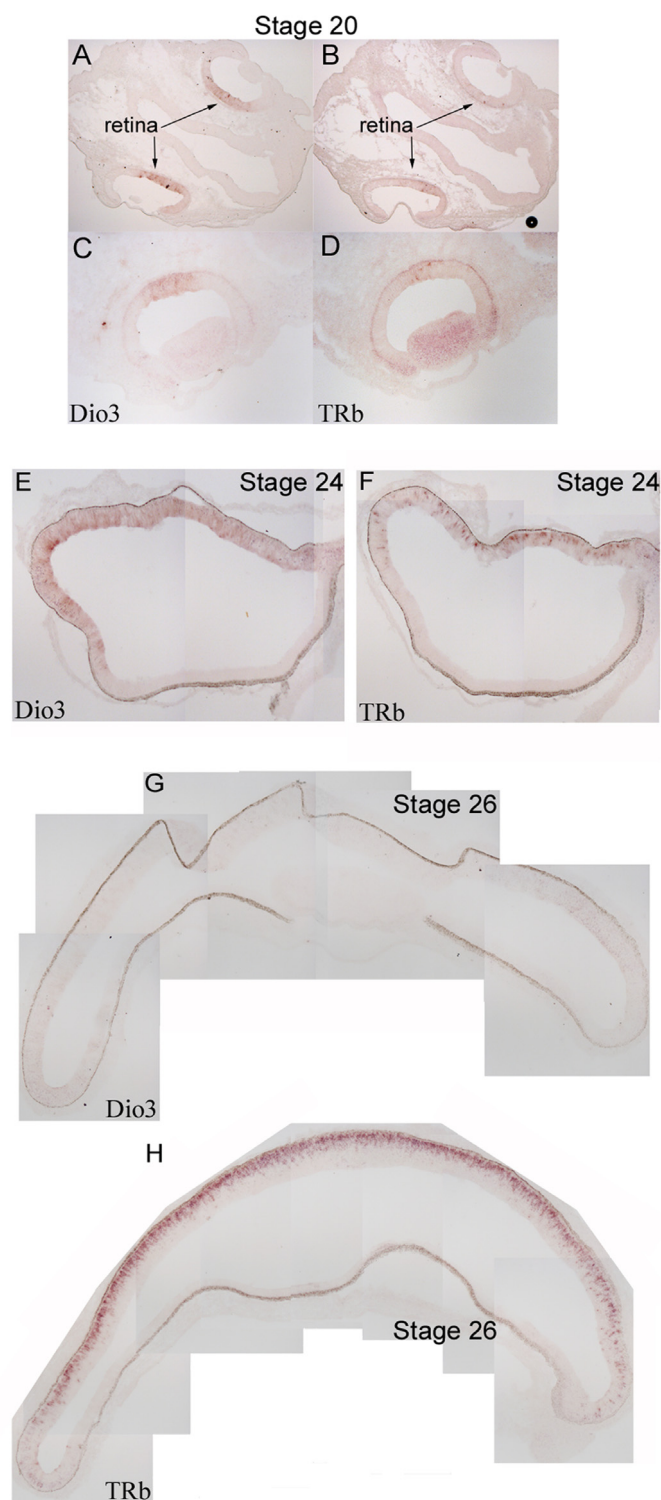 Stage 20
A B
retina retina
C D
Dio3 TRb
E Stage 24 F Stage 24
Dio3 TRb
G
Stage 26
Dio3
H
Stage 26
TRb